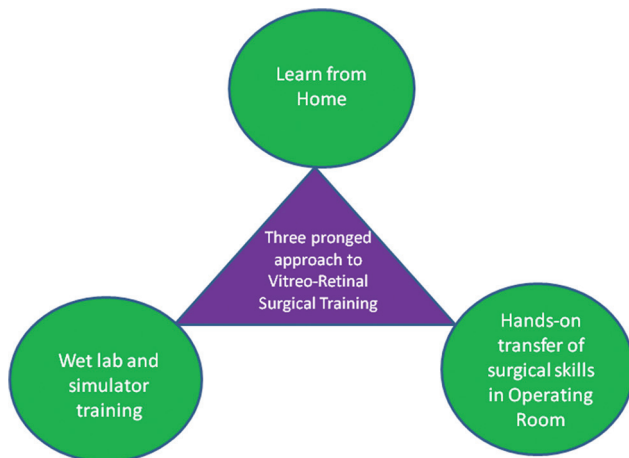 Learn from
Home
Three pronged
approach to
Vitreo-Retinal
Surgical Training
Wet lab and
simulator
training
Hands-on
transfer of
surgical skills
in Operating
Room